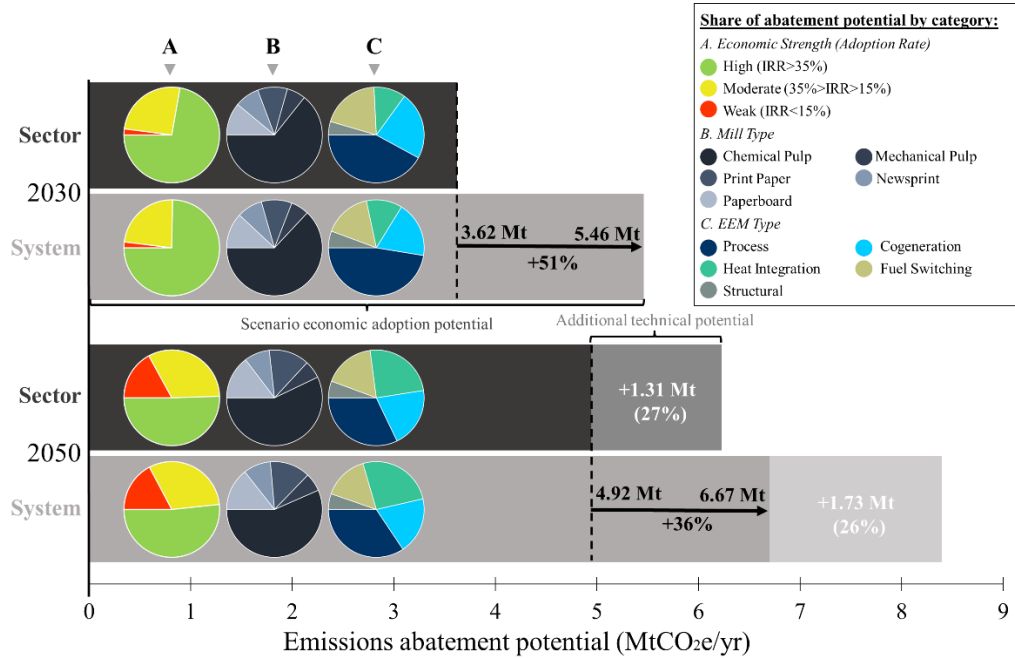 A B C
Share of abatement potential by category:
A. Economic Strength (Adoption Rate)
High (IRR>35%)
Moderate (35%>IRR>15%)
Weak (IRR<15%)
B. Mill Type
Chemical Pulp Mechanical Pulp
Print Paper Newsprint
Paperboard
C. EEM Type
Process Cogeneration
Heat Integration Fuel Switching
Structural
Sector
2030
System
3.62 Mt 5.46 Mt
+51%
Scenario economic adoption potential
Additional technical potential
Sector
+1.31 Mt
(27%)
2050
System
4.92 Mt 6.67 Mt
+36%
+1.73 Mt
(26%)
0 1 2 3 4 5 6 7 8 9
Emissions abatement potential (MtCO₂e/yr)